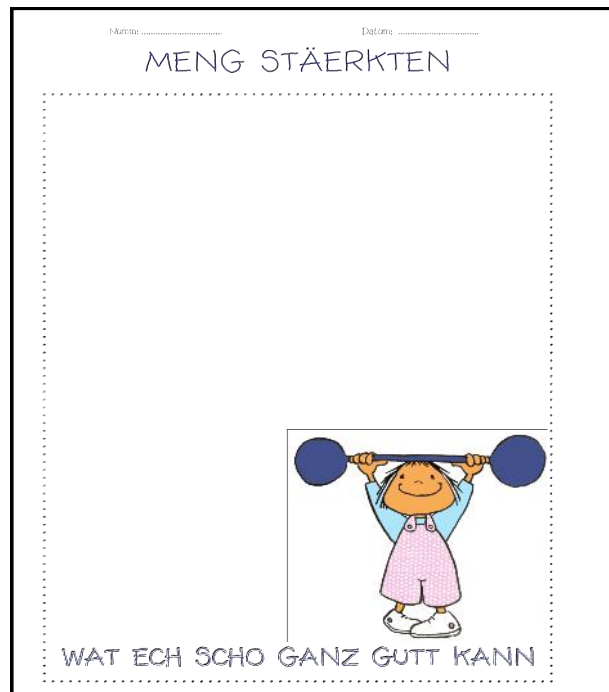 Numm: ................................ Datum: ................................
MENG STÄERKTEN
WAT ECH SCHO GANZ GUTT KANN